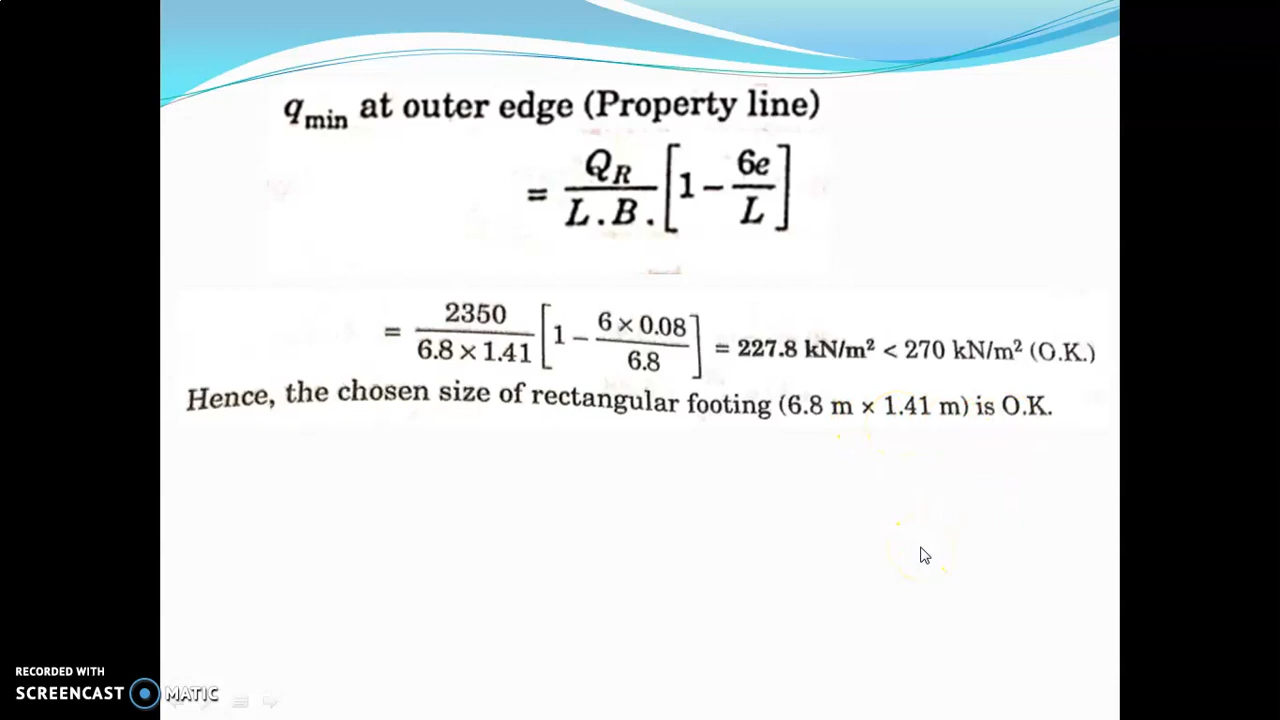 q_min at outer edge (Property line)
= Q_R / L . B . [1 − 6e / L]
= 2350 / 6.8 × 1.41 [1 − 6 × 0.08 / 6.8] = 227.8 kN/m² < 270 kN/m² (O.K.)
Hence, the chosen size of rectangular footing (6.8 m × 1.41 m) is O.K.
RECORDED WITH
SCREENCAST MATIC